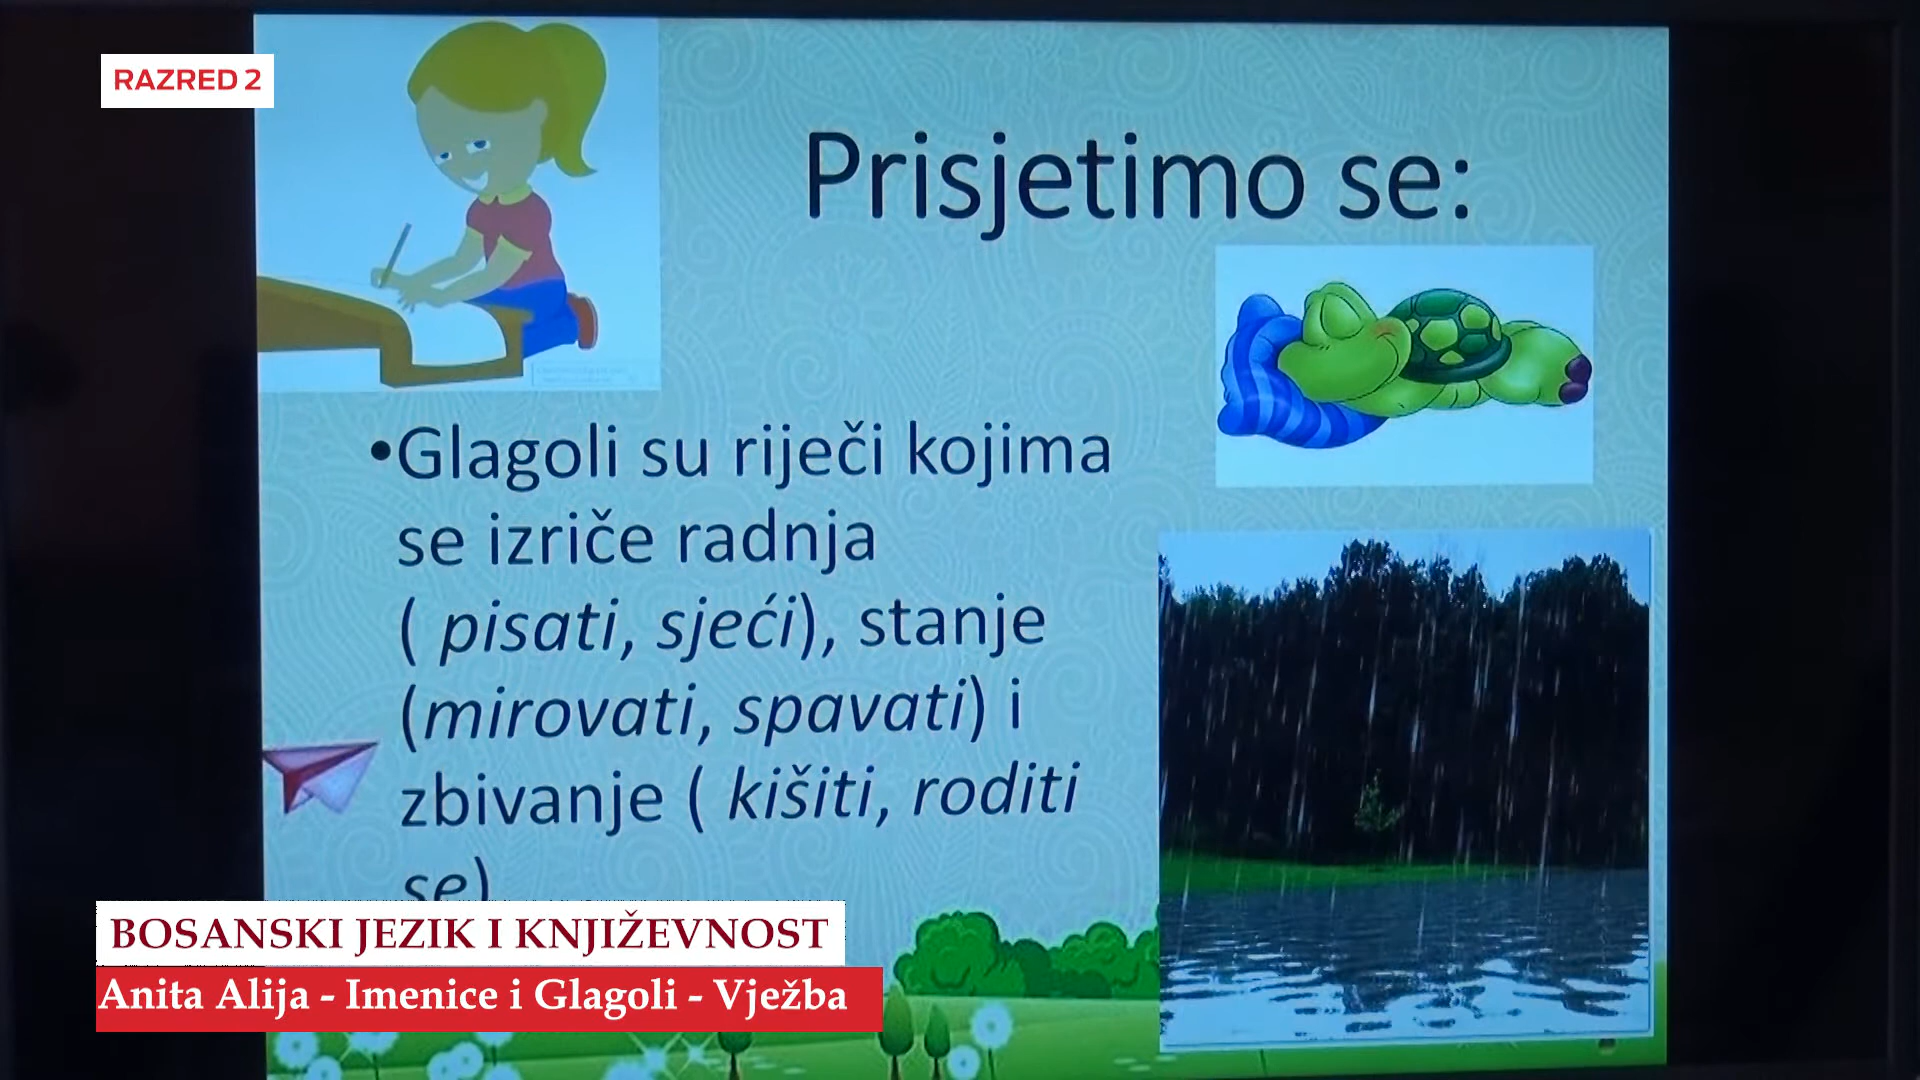 RAZRED 2
Prisjetimo se:
•Glagoli su riječi kojima
se izriče radnja
( pisati, sjeći), stanje
(mirovati, spavati) i
zbivanje ( kišiti, roditi
se)
BOSANSKI JEZIK I KNJIŽEVNOST
Anita Alija - Imenice i Glagoli - Vježba